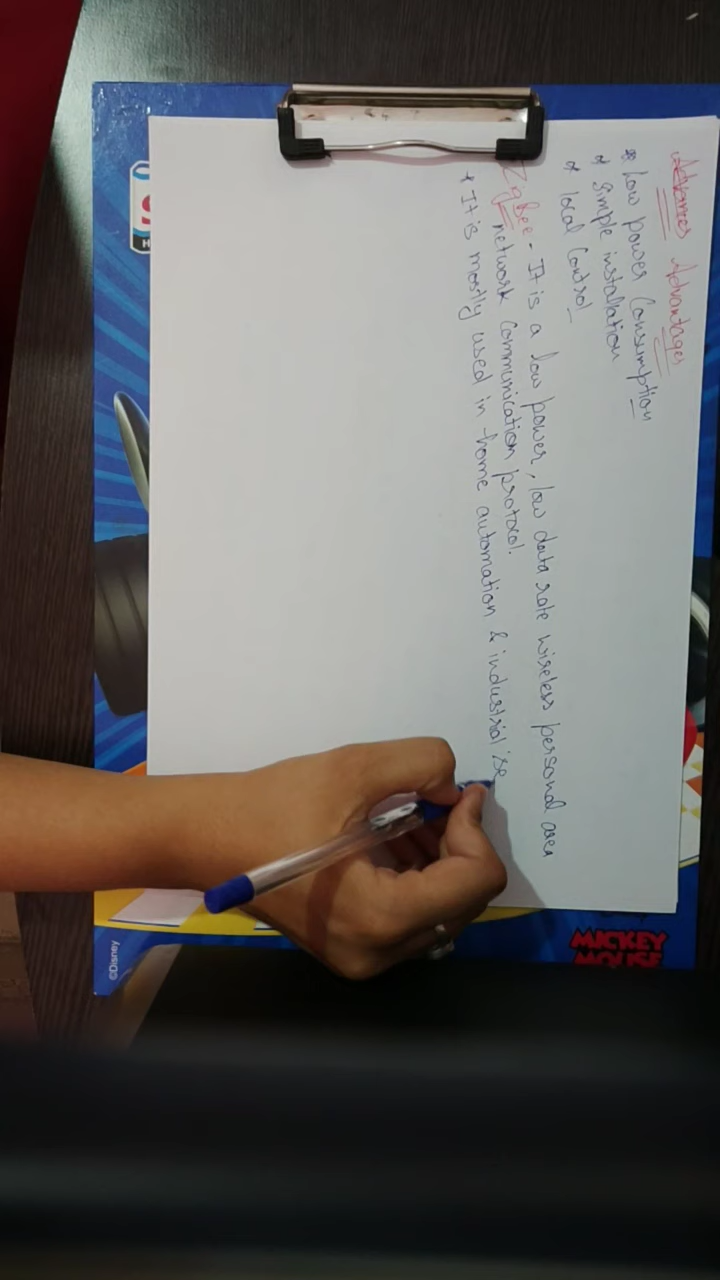 Advances Advantages
* Low power Consumption
* simple installation
* local Control
Zigbee - It is a low power, low data rate wireless personal area
network Communication protocol.
* It is mostly used in home automation & industrial se
MICKEY
MOUSE
©Disney